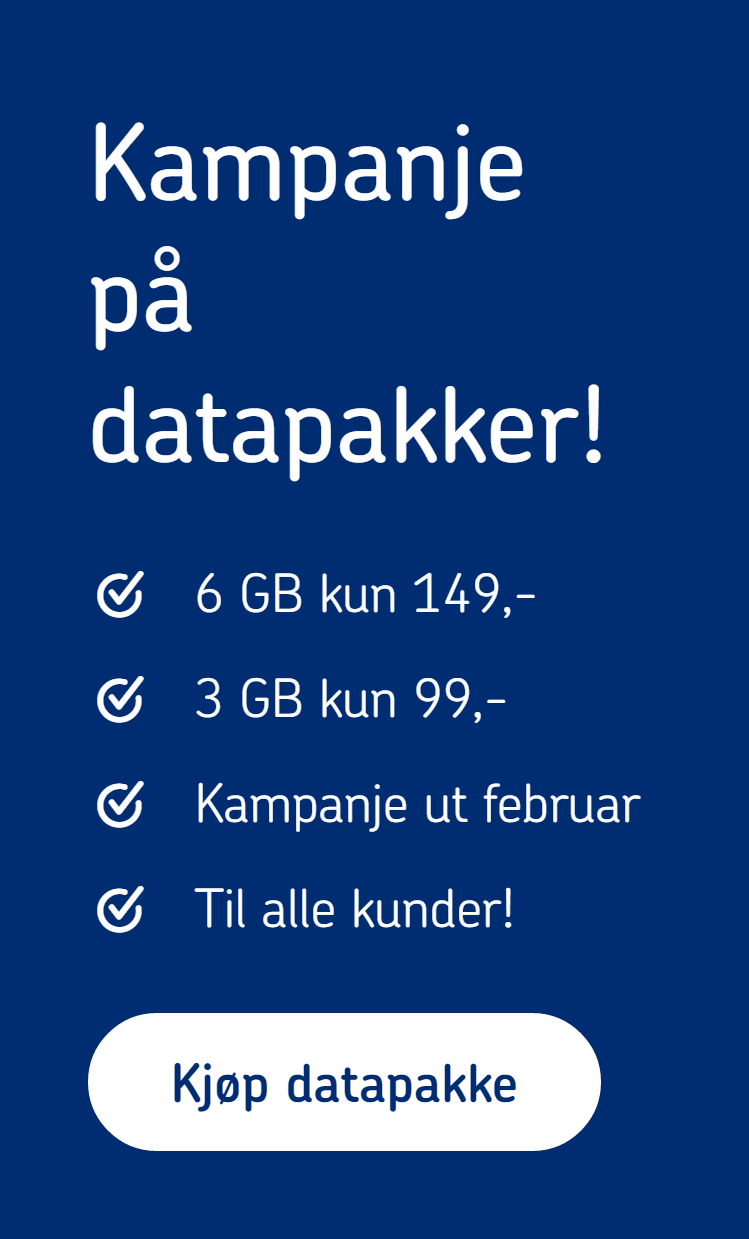 Kampanje
på
datapakker!
6 GB kun 149,-
3 GB kun 99,-
Kampanje ut februar
Til alle kunder!
Kjøp datapakke